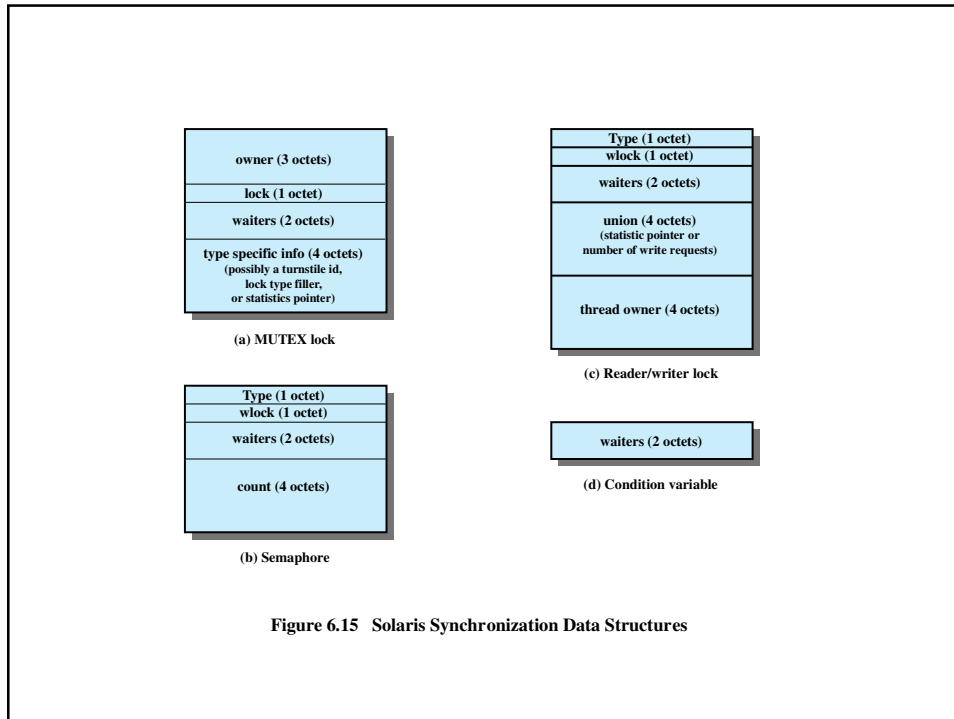 owner (3 octets)
lock (1 octet)
waiters (2 octets)
type specific info (4 octets)
(possibly a turnstile id,
lock type filler,
or statistics pointer)
(a) MUTEX lock
Type (1 octet)
wlock (1 octet)
waiters (2 octets)
count (4 octets)
(b) Semaphore
Type (1 octet)
wlock (1 octet)
waiters (2 octets)
union (4 octets)
(statistic pointer or
number of write requests)
thread owner (4 octets)
(c) Reader/writer lock
waiters (2 octets)
(d) Condition variable
Figure 6.15 Solaris Synchronization Data Structures